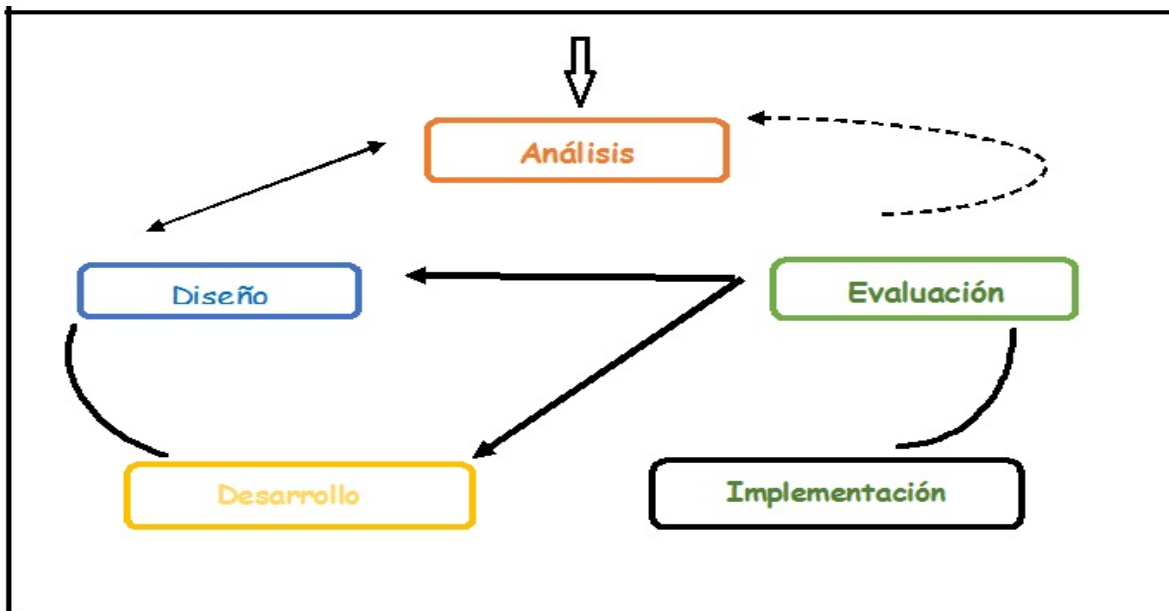 Análisis
Diseño
Evaluación
Desarrollo
Implementación